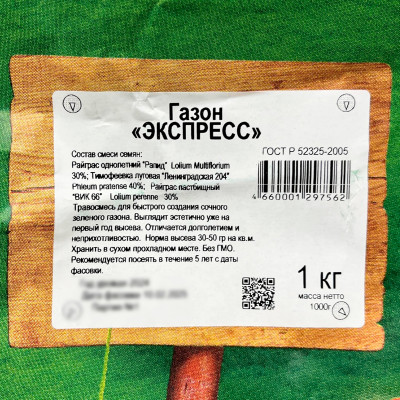 Газон
«ЭКСПРЕСС»
Состав смеси семян:
Райграс однолетний "Рапид" Lolium Multiflorium
30%; Тимофеевка луговая "Ленинградская 204"
Phleum pratense 40%; Райграс пастбищный
"ВИК 66" Lolium perenne 30%
Травосмесь для быстрого создания сочного
зеленого газона. Выглядит эстетично уже на
первый год высева. Отличается долголетием и
неприхотливостью. Норма высева 30-50 гр на кв.м.
Хранить в сухом прохладном месте. Без ГМО.
Рекомендуется посеять в течение 5 лет с даты
фасовки.
ГОСТ Р 52325-2005
4 660001 297562
1 кг
масса нетто
1000г